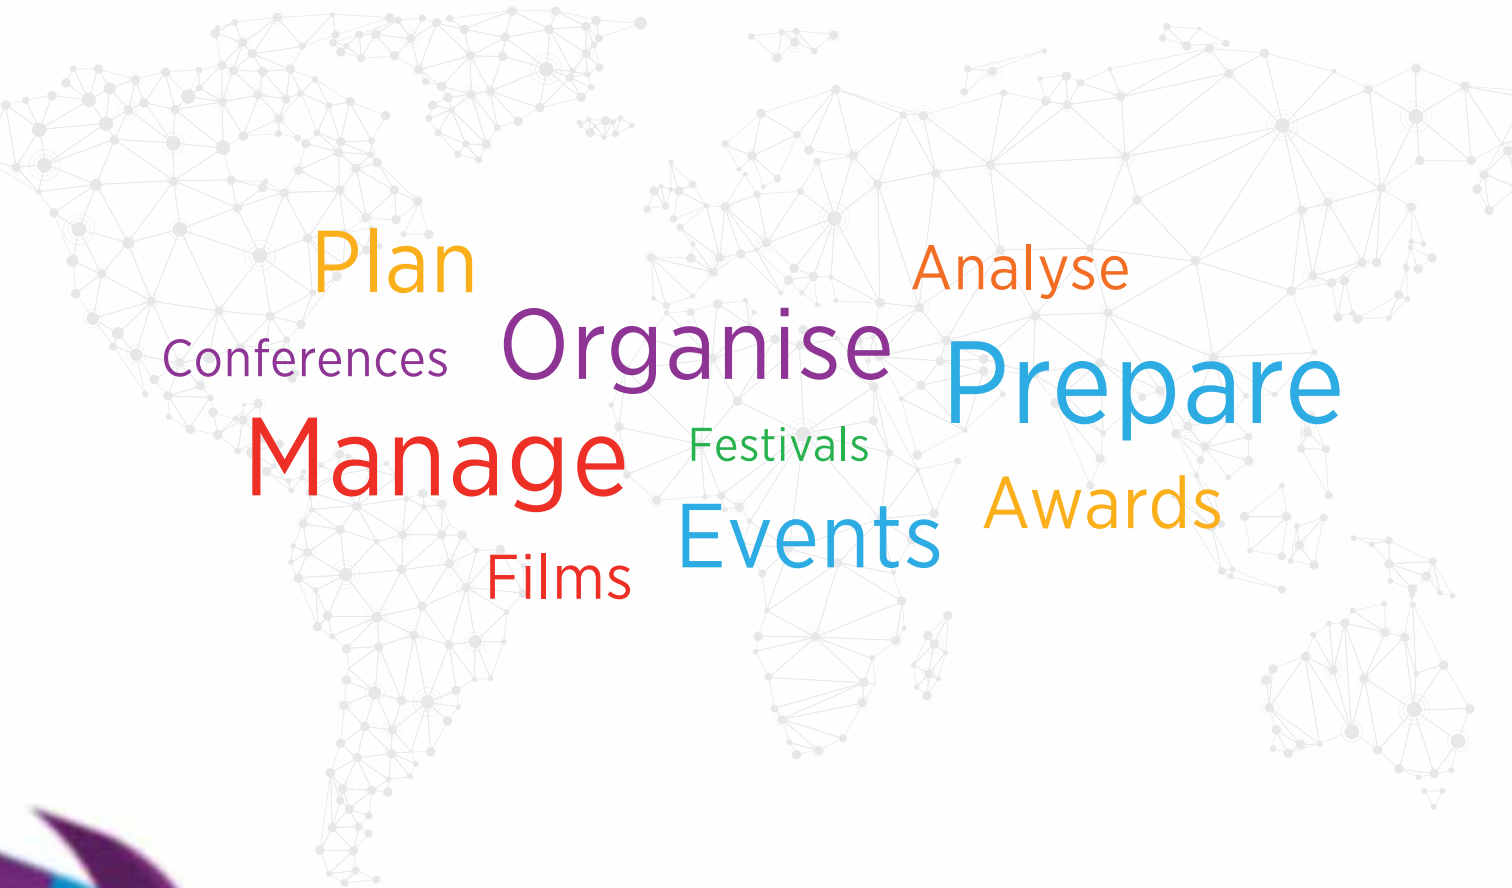 Plan
Analyse
Conferences
Organise
Prepare
Manage
Festivals
Awards
Events
Films